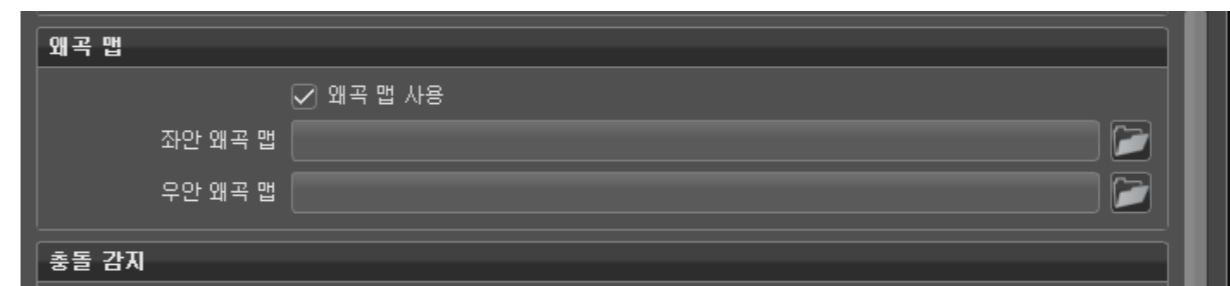 왜곡 맵
왜곡 맵 사용
좌안 왜곡 맵
우안 왜곡 맵
충돌 감지